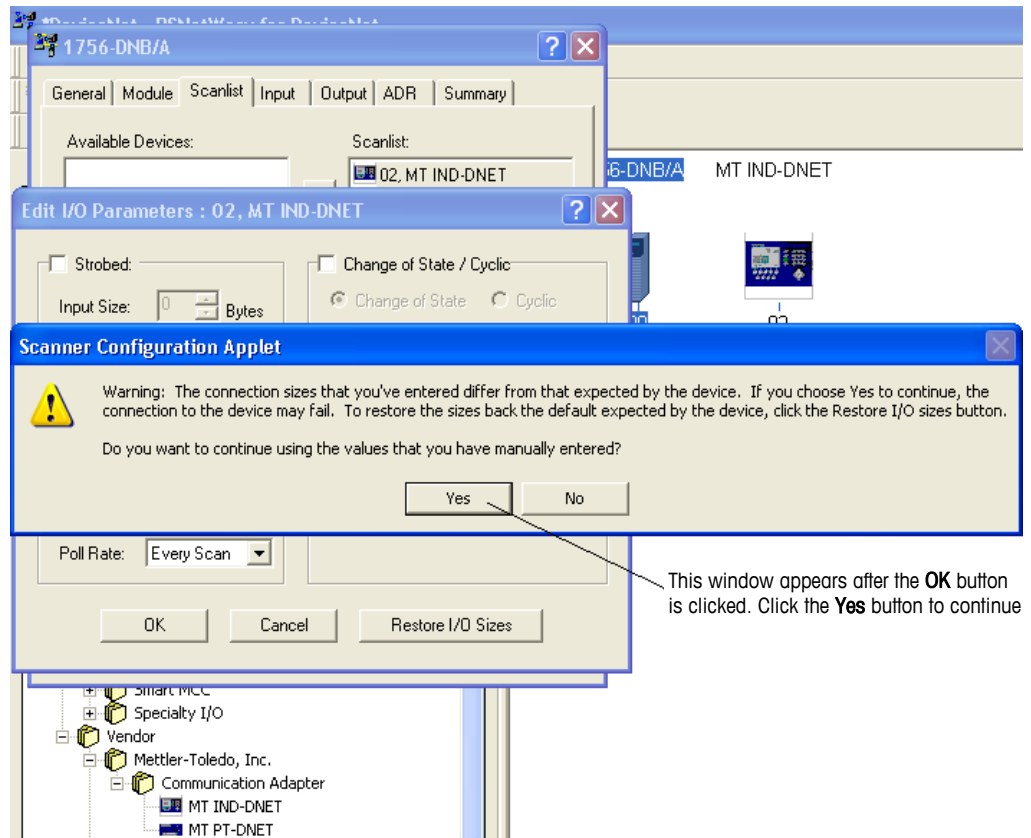 *DeviceNet - RSNetWorx for DeviceNet
1756-DNB/A
General Module Scanlist Input Output ADR Summary
Available Devices: Scanlist:
02, MT IND-DNET
MT IND-DNET
Edit I/O Parameters : 02, MT IND-DNET
Strobed: Change of State / Cyclic
Input Size: 0 Bytes Change of State Cyclic
02
Scanner Configuration Applet
Warning: The connection sizes that you've entered differ from that expected by the device. If you choose Yes to continue, the
connection to the device may fail. To restore the sizes back the default expected by the device, click the Restore I/O sizes button.
Do you want to continue using the values that you have manually entered?
Yes No
Poll Rate: Every Scan
This window appears after the OK button
is clicked. Click the Yes button to continue
OK Cancel Restore I/O Sizes
Smart MCC
Specialty I/O
Vendor
Mettler-Toledo, Inc.
Communication Adapter
MT IND-DNET
MT PT-DNET